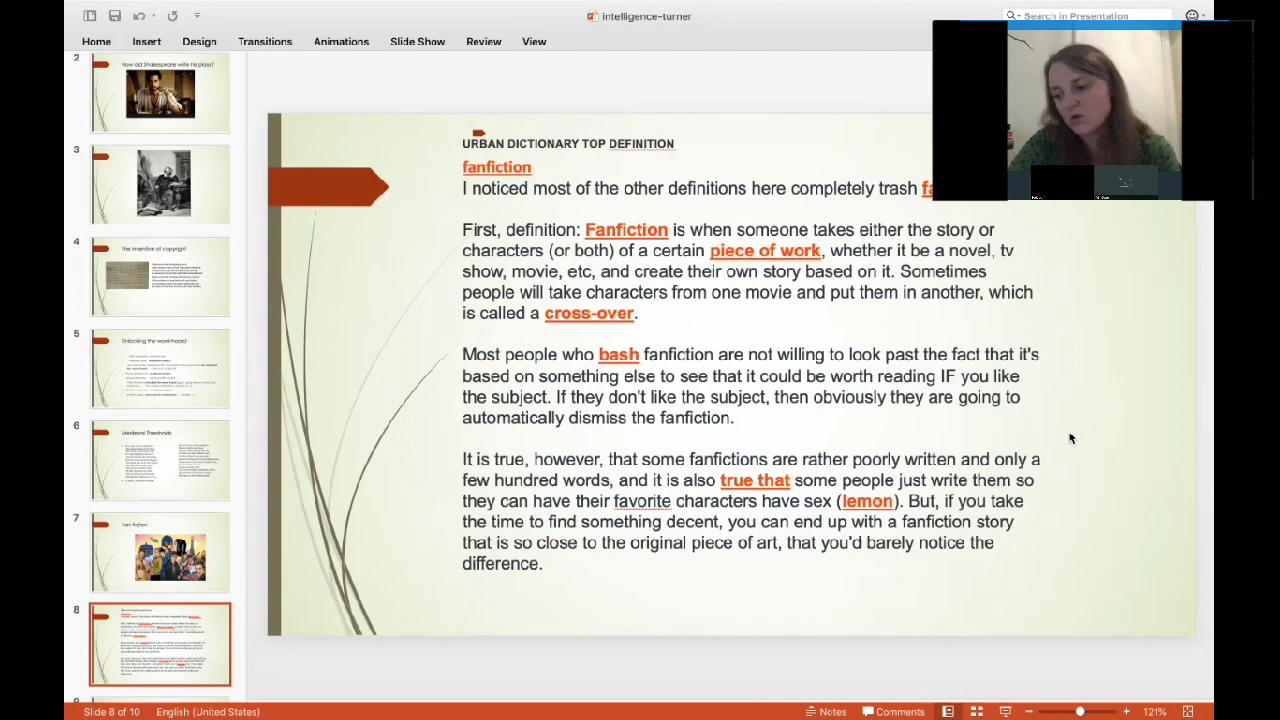 intelligence-turner
Search in Presentation
Home Insert Design Transitions Animations Slide Show Review View
2
How did Shakespeare write his plays?
3
4
The invention of copyright
5
Unlocking the word-hoard
6
Medieval Thresholds
7
Fan Fiction
8
9
URBAN DICTIONARY TOP DEFINITION
fanfiction
I noticed most of the other definitions here completely trash
First, definition: Fanfiction is when someone takes either the story or
characters (or both) of a certain piece of work, whether it be a novel, tv
show, movie, etc, and create their own story based on it. Sometimes
people will take characters from one movie and put them in another, which
is called a cross-over.
Most people who bash fanfiction are not willing to look past the fact that it's
based on something else to see that it could be worth reading IF you like
the subject. If they don't like the subject, then obviously they are going to
automatically dismiss the fanfiction.
It is true, however, that some fanfictions are rather poorly written and only a
few hundred words, and it is also true that some people just write them so
they can have their favorite characters have sex (lemon). But, if you take
the time to find something decent, you can end up with a fanfiction story
that is so close to the original piece of art, that you'd barely notice the
difference.
Slide 8 of 10 English (United States) Notes Comments 121%